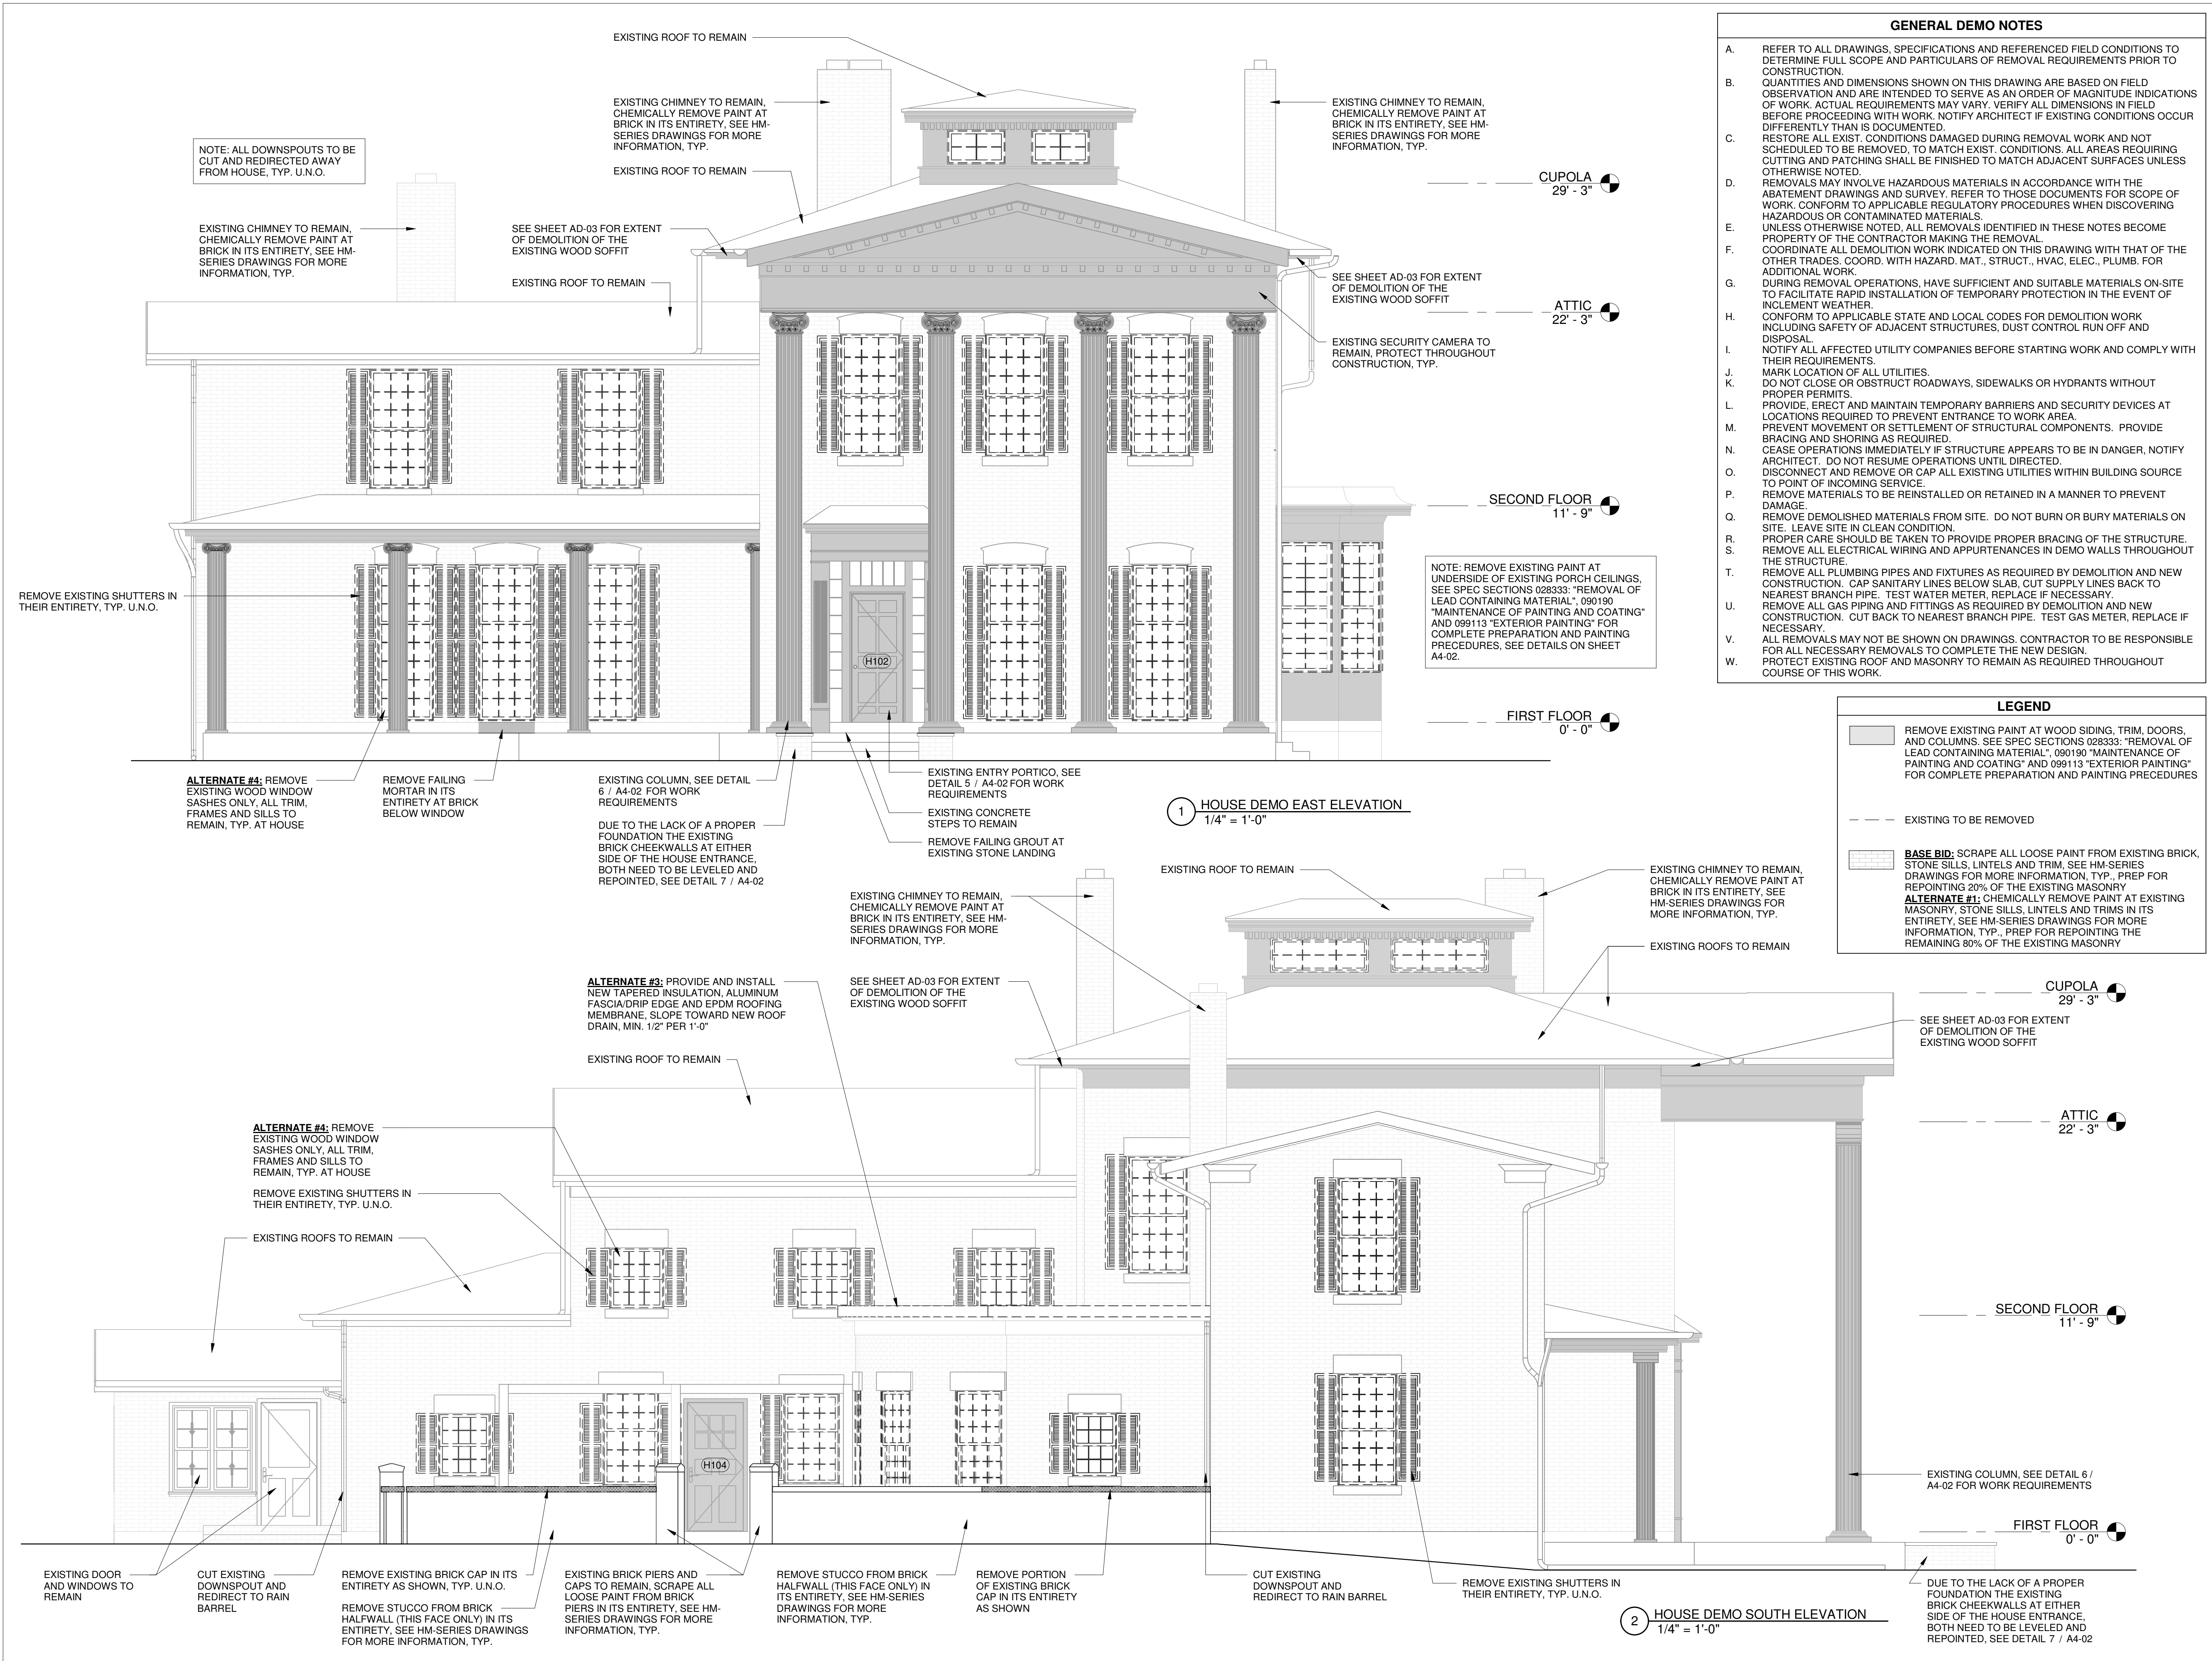 EXISTING ROOF TO REMAIN
EXISTING CHIMNEY TO REMAIN,
CHEMICALLY REMOVE PAINT AT
BRICK IN ITS ENTIRETY, SEE HM-
SERIES DRAWINGS FOR MORE
INFORMATION, TYP.
EXISTING ROOF TO REMAIN
NOTE: ALL DOWNSPOUTS TO BE
CUT AND REDIRECTED AWAY
FROM HOUSE, TYP. U.N.O.
EXISTING CHIMNEY TO REMAIN,
CHEMICALLY REMOVE PAINT AT
BRICK IN ITS ENTIRETY, SEE HM-
SERIES DRAWINGS FOR MORE
INFORMATION, TYP.
SEE SHEET AD-03 FOR EXTENT
OF DEMOLITION OF THE
EXISTING WOOD SOFFIT
EXISTING ROOF TO REMAIN
EXISTING CHIMNEY TO REMAIN,
CHEMICALLY REMOVE PAINT AT
BRICK IN ITS ENTIRETY, SEE HM-
SERIES DRAWINGS FOR MORE
INFORMATION, TYP.
CUPOLA
29' - 3"
SEE SHEET AD-03 FOR EXTENT
OF DEMOLITION OF THE
EXISTING WOOD SOFFIT
ATTIC
22' - 3"
EXISTING SECURITY CAMERA TO
REMAIN, PROTECT THROUGHOUT
CONSTRUCTION, TYP.
SECOND FLOOR
11' - 9"
NOTE: REMOVE EXISTING PAINT AT
UNDERSIDE OF EXISTING PORCH CEILINGS,
SEE SPEC SECTIONS 028333: "REMOVAL OF
LEAD CONTAINING MATERIAL", 090190
"MAINTENANCE OF PAINTING AND COATING"
AND 099113 "EXTERIOR PAINTING" FOR
COMPLETE PREPARATION AND PAINTING
PRECEDURES, SEE DETAILS ON SHEET
A4-02.
FIRST FLOOR
0' - 0"
REMOVE EXISTING SHUTTERS IN
THEIR ENTIRETY, TYP. U.N.O.
H102
ALTERNATE #4: REMOVE
EXISTING WOOD WINDOW
SASHES ONLY, ALL TRIM,
FRAMES AND SILLS TO
REMAIN, TYP. AT HOUSE
REMOVE FAILING
MORTAR IN ITS
ENTIRETY AT BRICK
BELOW WINDOW
EXISTING COLUMN, SEE DETAIL
6 / A4-02 FOR WORK
REQUIREMENTS
DUE TO THE LACK OF A PROPER
FOUNDATION THE EXISTING
BRICK CHEEKWALLS AT EITHER
SIDE OF THE HOUSE ENTRANCE,
BOTH NEED TO BE LEVELED AND
REPOINTED, SEE DETAIL 7 / A4-02
EXISTING ENTRY PORTICO, SEE
DETAIL 5 / A4-02 FOR WORK
REQUIREMENTS
EXISTING CONCRETE
STEPS TO REMAIN
REMOVE FAILING GROUT AT
EXISTING STONE LANDING
1 HOUSE DEMO EAST ELEVATION
1/4" = 1'-0"
GENERAL DEMO NOTES
A. REFER TO ALL DRAWINGS, SPECIFICATIONS AND REFERENCED FIELD CONDITIONS TO
DETERMINE FULL SCOPE AND PARTICULARS OF REMOVAL REQUIREMENTS PRIOR TO
CONSTRUCTION.
B. QUANTITIES AND DIMENSIONS SHOWN ON THIS DRAWING ARE BASED ON FIELD
OBSERVATION AND ARE INTENDED TO SERVE AS AN ORDER OF MAGNITUDE INDICATIONS
OF WORK. ACTUAL REQUIREMENTS MAY VARY. VERIFY ALL DIMENSIONS IN FIELD
BEFORE PROCEEDING WITH WORK. NOTIFY ARCHITECT IF EXISTING CONDITIONS OCCUR
DIFFERENTLY THAN IS DOCUMENTED.
C. RESTORE ALL EXIST. CONDITIONS DAMAGED DURING REMOVAL WORK AND NOT
SCHEDULED TO BE REMOVED, TO MATCH EXIST. CONDITIONS. ALL AREAS REQUIRING
CUTTING AND PATCHING SHALL BE FINISHED TO MATCH ADJACENT SURFACES UNLESS
OTHERWISE NOTED.
D. REMOVALS MAY INVOLVE HAZARDOUS MATERIALS IN ACCORDANCE WITH THE
ABATEMENT DRAWINGS AND SURVEY. REFER TO THOSE DOCUMENTS FOR SCOPE OF
WORK. CONFORM TO APPLICABLE REGULATORY PROCEDURES WHEN DISCOVERING
HAZARDOUS OR CONTAMINATED MATERIALS.
E. UNLESS OTHERWISE NOTED, ALL REMOVALS IDENTIFIED IN THESE NOTES BECOME
PROPERTY OF THE CONTRACTOR MAKING THE REMOVAL.
F. COORDINATE ALL DEMOLITION WORK INDICATED ON THIS DRAWING WITH THAT OF THE
OTHER TRADES. COORD. WITH HAZARD. MAT., STRUCT., HVAC, ELEC., PLUMB. FOR
ADDITIONAL WORK.
G. DURING REMOVAL OPERATIONS, HAVE SUFFICIENT AND SUITABLE MATERIALS ON-SITE
TO FACILITATE RAPID INSTALLATION OF TEMPORARY PROTECTION IN THE EVENT OF
INCLEMENT WEATHER.
H. CONFORM TO APPLICABLE STATE AND LOCAL CODES FOR DEMOLITION WORK
INCLUDING SAFETY OF ADJACENT STRUCTURES, DUST CONTROL RUN OFF AND
DISPOSAL.
I. NOTIFY ALL AFFECTED UTILITY COMPANIES BEFORE STARTING WORK AND COMPLY WITH
THEIR REQUIREMENTS.
J. MARK LOCATION OF ALL UTILITIES.
K. DO NOT CLOSE OR OBSTRUCT ROADWAYS, SIDEWALKS OR HYDRANTS WITHOUT
PROPER PERMITS.
L. PROVIDE, ERECT AND MAINTAIN TEMPORARY BARRIERS AND SECURITY DEVICES AT
LOCATIONS REQUIRED TO PREVENT ENTRANCE TO WORK AREA.
M. PREVENT MOVEMENT OR SETTLEMENT OF STRUCTURAL COMPONENTS. PROVIDE
BRACING AND SHORING AS REQUIRED.
N. CEASE OPERATIONS IMMEDIATELY IF STRUCTURE APPEARS TO BE IN DANGER, NOTIFY
ARCHITECT. DO NOT RESUME OPERATIONS UNTIL DIRECTED.
O. DISCONNECT AND REMOVE OR CAP ALL EXISTING UTILITIES WITHIN BUILDING SOURCE
TO POINT OF INCOMING SERVICE.
P. REMOVE MATERIALS TO BE REINSTALLED OR RETAINED IN A MANNER TO PREVENT
DAMAGE.
Q. REMOVE DEMOLISHED MATERIALS FROM SITE. DO NOT BURN OR BURY MATERIALS ON
SITE. LEAVE SITE IN CLEAN CONDITION.
R. PROPER CARE SHOULD BE TAKEN TO PROVIDE PROPER BRACING OF THE STRUCTURE.
S. REMOVE ALL ELECTRICAL WIRING AND APPURTENANCES IN DEMO WALLS THROUGHOUT
THE STRUCTURE.
T. REMOVE ALL PLUMBING PIPES AND FIXTURES AS REQUIRED BY DEMOLITION AND NEW
CONSTRUCTION. CAP SANITARY LINES BELOW SLAB, CUT SUPPLY LINES BACK TO
NEAREST BRANCH PIPE. TEST WATER METER, REPLACE IF NECESSARY.
U. REMOVE ALL GAS PIPING AND FITTINGS AS REQUIRED BY DEMOLITION AND NEW
CONSTRUCTION. CUT BACK TO NEAREST BRANCH PIPE. TEST GAS METER, REPLACE IF
NECESSARY.
V. ALL REMOVALS MAY NOT BE SHOWN ON DRAWINGS. CONTRACTOR TO BE RESPONSIBLE
FOR ALL NECESSARY REMOVALS TO COMPLETE THE NEW DESIGN.
W. PROTECT EXISTING ROOF AND MASONRY TO REMAIN AS REQUIRED THROUGHOUT
COURSE OF THIS WORK.
LEGEND
REMOVE EXISTING PAINT AT WOOD SIDING, TRIM, DOORS,
AND COLUMNS. SEE SPEC SECTIONS 028333: "REMOVAL OF
LEAD CONTAINING MATERIAL", 090190 "MAINTENANCE OF
PAINTING AND COATING" AND 099113 "EXTERIOR PAINTING"
FOR COMPLETE PREPARATION AND PAINTING PRECEDURES
EXISTING TO BE REMOVED
BASE BID: SCRAPE ALL LOOSE PAINT FROM EXISTING BRICK,
STONE SILLS, LINTELS AND TRIM, SEE HM-SERIES
DRAWINGS FOR MORE INFORMATION, TYP., PREP FOR
REPOINTING 20% OF THE EXISTING MASONRY
ALTERNATE #1: CHEMICALLY REMOVE PAINT AT EXISTING
MASONRY, STONE SILLS, LINTELS AND TRIMS IN ITS
ENTIRETY, SEE HM-SERIES DRAWINGS FOR MORE
INFORMATION, TYP., PREP FOR REPOINTING THE
REMAINING 80% OF THE EXISTING MASONRY
EXISTING CHIMNEY TO REMAIN,
CHEMICALLY REMOVE PAINT AT
BRICK IN ITS ENTIRETY, SEE HM-
SERIES DRAWINGS FOR MORE
INFORMATION, TYP.
EXISTING ROOF TO REMAIN
EXISTING CHIMNEY TO REMAIN,
CHEMICALLY REMOVE PAINT AT
BRICK IN ITS ENTIRETY, SEE
HM-SERIES DRAWINGS FOR
MORE INFORMATION, TYP.
EXISTING ROOFS TO REMAIN
ALTERNATE #3: PROVIDE AND INSTALL
NEW TAPERED INSULATION, ALUMINUM
FASCIA/DRIP EDGE AND EPDM ROOFING
MEMBRANE, SLOPE TOWARD NEW ROOF
DRAIN, MIN. 1/2" PER 1'-0"
SEE SHEET AD-03 FOR EXTENT
OF DEMOLITION OF THE
EXISTING WOOD SOFFIT
EXISTING ROOF TO REMAIN
CUPOLA
29' - 3"
SEE SHEET AD-03 FOR EXTENT
OF DEMOLITION OF THE
EXISTING WOOD SOFFIT
ATTIC
22' - 3"
ALTERNATE #4: REMOVE
EXISTING WOOD WINDOW
SASHES ONLY, ALL TRIM,
FRAMES AND SILLS TO
REMAIN, TYP. AT HOUSE
REMOVE EXISTING SHUTTERS IN
THEIR ENTIRETY, TYP. U.N.O.
EXISTING ROOFS TO REMAIN
SECOND FLOOR
11' - 9"
H104
EXISTING COLUMN, SEE DETAIL 6 /
A4-02 FOR WORK REQUIREMENTS
FIRST FLOOR
0' - 0"
EXISTING DOOR
AND WINDOWS TO
REMAIN
CUT EXISTING
DOWNSPOUT AND
REDIRECT TO RAIN
BARREL
REMOVE EXISTING BRICK CAP IN ITS
ENTIRETY AS SHOWN, TYP. U.N.O.
REMOVE STUCCO FROM BRICK
HALFWALL (THIS FACE ONLY) IN ITS
ENTIRETY, SEE HM-SERIES DRAWINGS
FOR MORE INFORMATION, TYP.
EXISTING BRICK PIERS AND
CAPS TO REMAIN, SCRAPE ALL
LOOSE PAINT FROM BRICK
PIERS IN ITS ENTIRETY, SEE HM-
SERIES DRAWINGS FOR MORE
INFORMATION, TYP.
REMOVE STUCCO FROM BRICK
HALFWALL (THIS FACE ONLY) IN
ITS ENTIRETY, SEE HM-SERIES
DRAWINGS FOR MORE
INFORMATION, TYP.
REMOVE PORTION
OF EXISTING BRICK
CAP IN ITS ENTIRETY
AS SHOWN
CUT EXISTING
DOWNSPOUT AND
REDIRECT TO RAIN BARREL
REMOVE EXISTING SHUTTERS IN
THEIR ENTIRETY, TYP. U.N.O.
2 HOUSE DEMO SOUTH ELEVATION
1/4" = 1'-0"
DUE TO THE LACK OF A PROPER
FOUNDATION THE EXISTING
BRICK CHEEKWALLS AT EITHER
SIDE OF THE HOUSE ENTRANCE,
BOTH NEED TO BE LEVELED AND
REPOINTED, SEE DETAIL 7 / A4-02